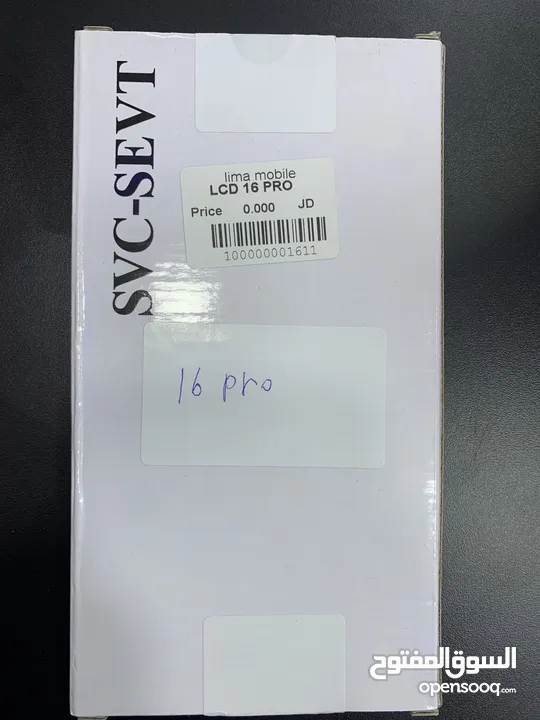 SVC-SEVT
lima mobile
LCD 16 PRO
Price 0.000 JD
100000001611
16 pro
السوق المفتوح
opensooq.com